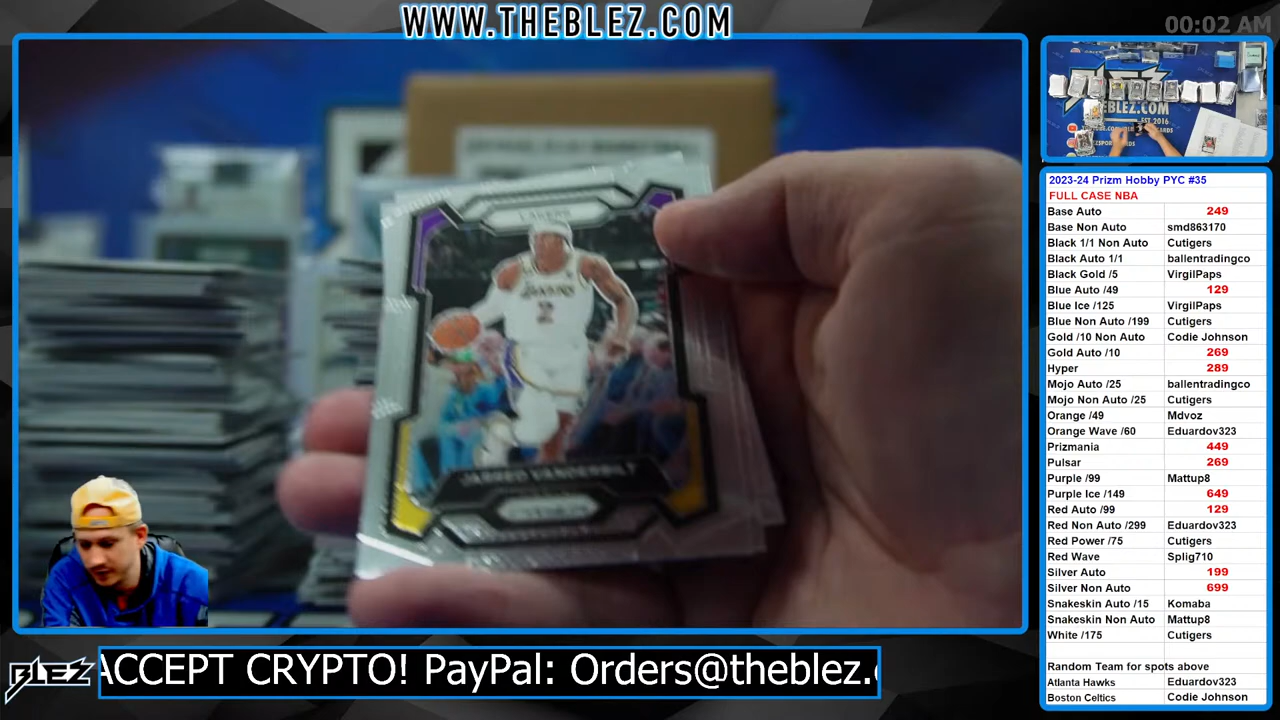 WWW.THEBLEZ.COM
00:02 AM
BLEZ
THEBLEZ.COM
EST 2016
LAKERS
2
JARRED VANDERBILT
2023-24 Prizm Hobby PYC #35
FULL CASE NBA
Base Auto 249
Base Non Auto smd863170
Black 1/1 Non Auto Cutigers
Black Auto 1/1 ballentradingco
Black Gold /5 VirgilPaps
Blue Auto /49 129
Blue Ice /125 VirgilPaps
Blue Non Auto /199 Cutigers
Gold /10 Non Auto Codie Johnson
Gold Auto /10 269
Hyper 289
Mojo Auto /25 ballentradingco
Mojo Non Auto /25 Cutigers
Orange /49 Mdvoz
Orange Wave /60 Eduardov323
Prizmania 449
Pulsar 269
Purple /99 Mattup8
Purple Ice /149 649
Red Auto /99 129
Red Non Auto /299 Eduardov323
Red Power /75 Cutigers
Red Wave Splig710
Silver Auto 199
Silver Non Auto 699
Snakeskin Auto /15 Komaba
Snakeskin Non Auto Mattup8
White /175 Cutigers
Random Team for spots above
Atlanta Hawks Eduardov323
Boston Celtics Codie Johnson
BLEZ
ACCEPT CRYPTO! PayPal: Orders@theblez.